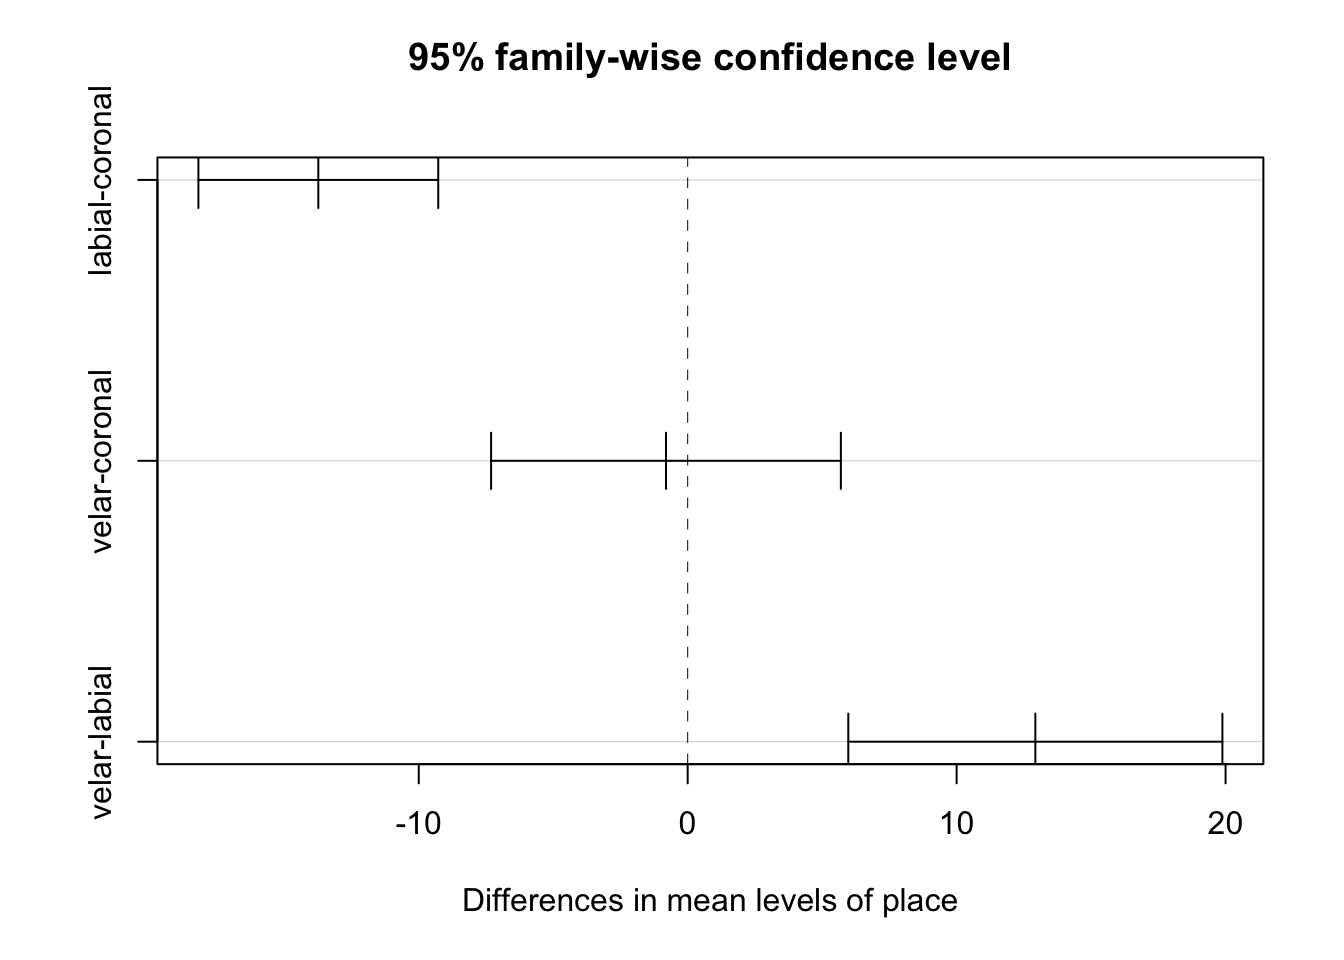 95% family-wise confidence level
labial-coronal
velar-coronal
velar-labial
-10 0 10 20
Differences in mean levels of place